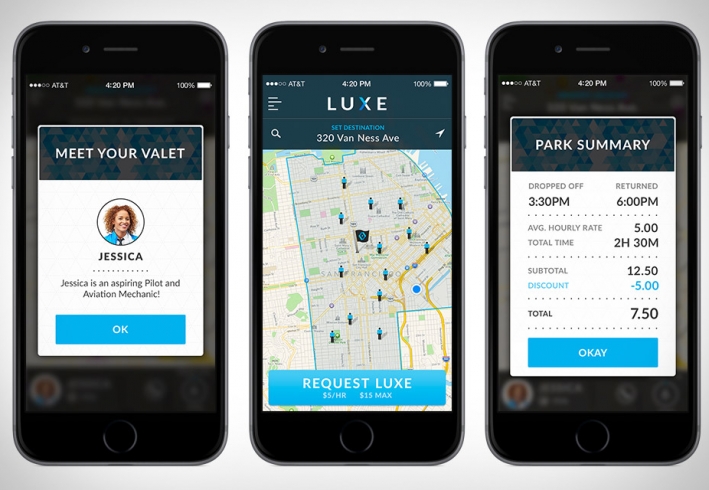 AT&T 4:20 PM 100%
MEET YOUR VALET
JESSICA
Jessica is an aspiring Pilot and
Aviation Mechanic!
OK
JESSICA
AT&T 4:20 PM 100%
LUXE
SET DESTINATION
320 Van Ness Ave
SAN FRANCISCO
REQUEST LUXE
$5/HR $15 MAX
AT&T 4:20 PM 100%
PARK SUMMARY
DROPPED OFF RETURNED
3:30PM 6:00PM
AVG. HOURLY RATE 5.00
TOTAL TIME 2H 30M
SUBTOTAL 12.50
DISCOUNT -5.00
TOTAL 7.50
OKAY
JESSICA